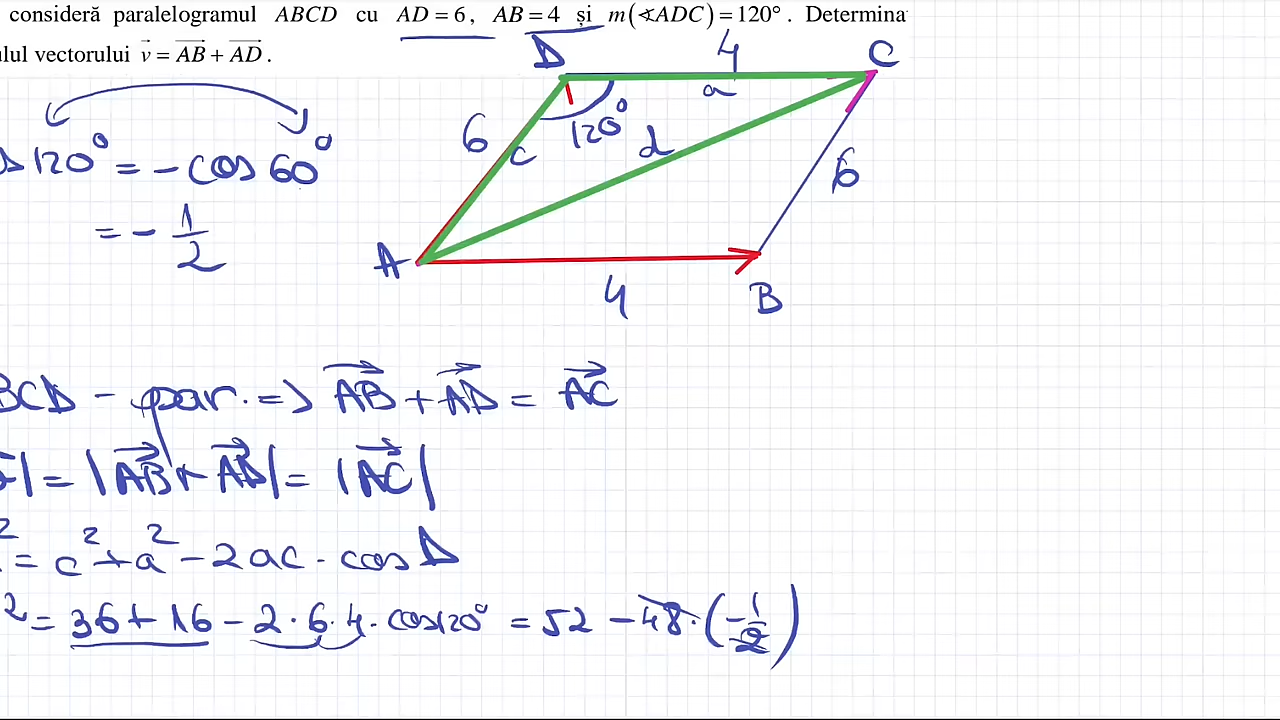 consideră paralelogramul ABCD cu AD = 6, AB = 4 și m(∢ADC) = 120°. Determina
ulul vectorului v⃗ = AB⃗ + AD⃗.
D 4 C
a
6 120°
c d 6
A
4 B
s 120° = - cos 60°
= - 1/2
BCD - par. => AB⃗ + AD⃗ = AC⃗
| = |AB⃗ + AD⃗| = |AC⃗|
² = c² + a² - 2ac · cos D
² = 36 + 16 - 2 · 6 · 4 · cos 120° = 52 - 48 · (-1/2)